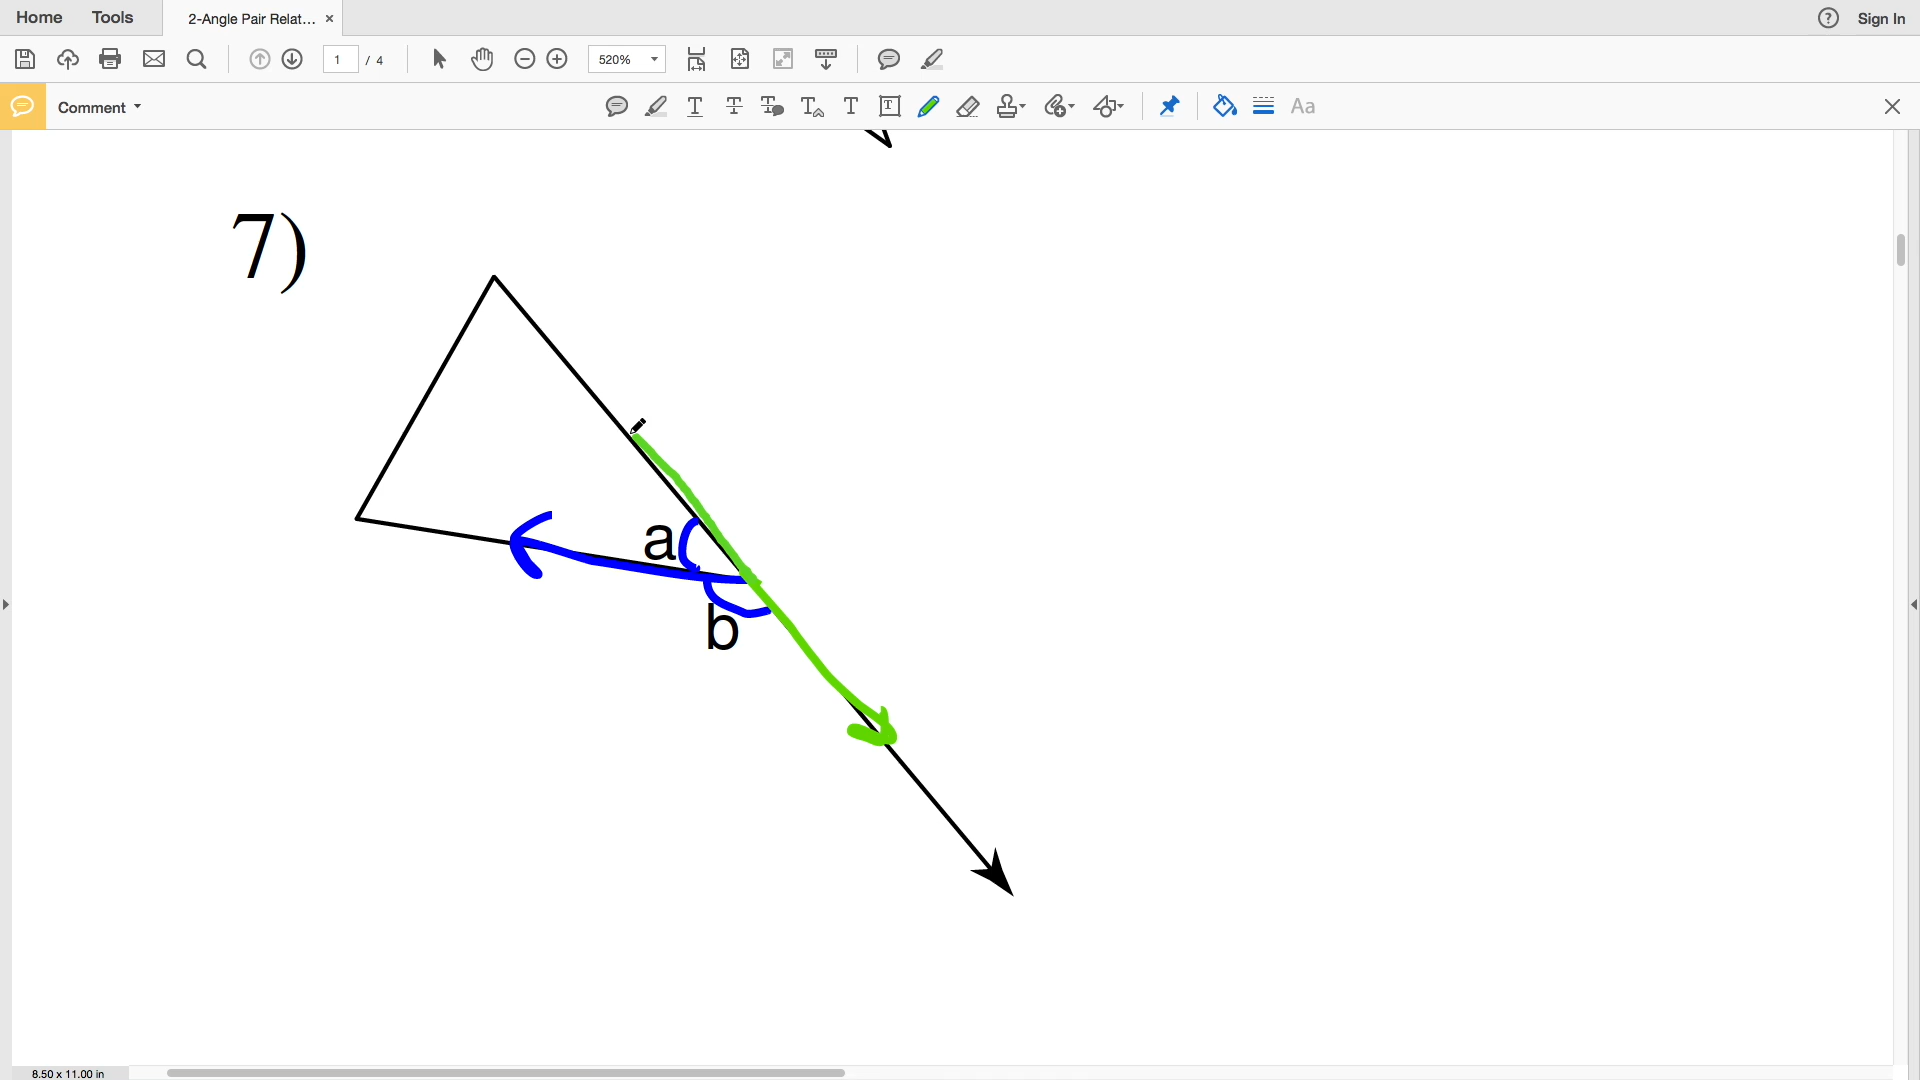 Home Tools 2-Angle Pair Relat... × ? Sign In
1 / 4 520%
Comment T T T T T T Aa
7)
a
b
8.50 x 11.00 in